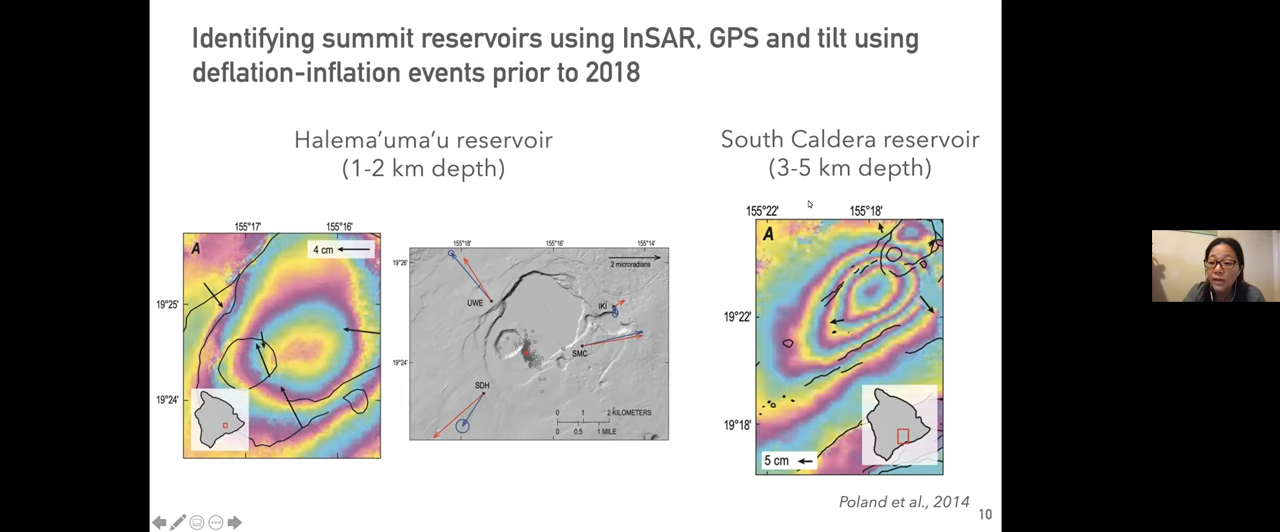 Identifying summit reservoirs using InSAR, GPS and tilt using
deflation-inflation events prior to 2018
Halema'uma'u reservoir
(1-2 km depth)
South Caldera reservoir
(3-5 km depth)
155°17'
155°16'
A
4 cm
19°25'
19°24'
155°18'
155°16'
155°14'
2 microradians
19°26'
UWE
IKI
SMC
19°24'
SDH
0 1 2 KILOMETERS
0 0.5 1 MILE
155°22'
155°18'
A
19°22'
19°18'
5 cm
Poland et al., 2014
10